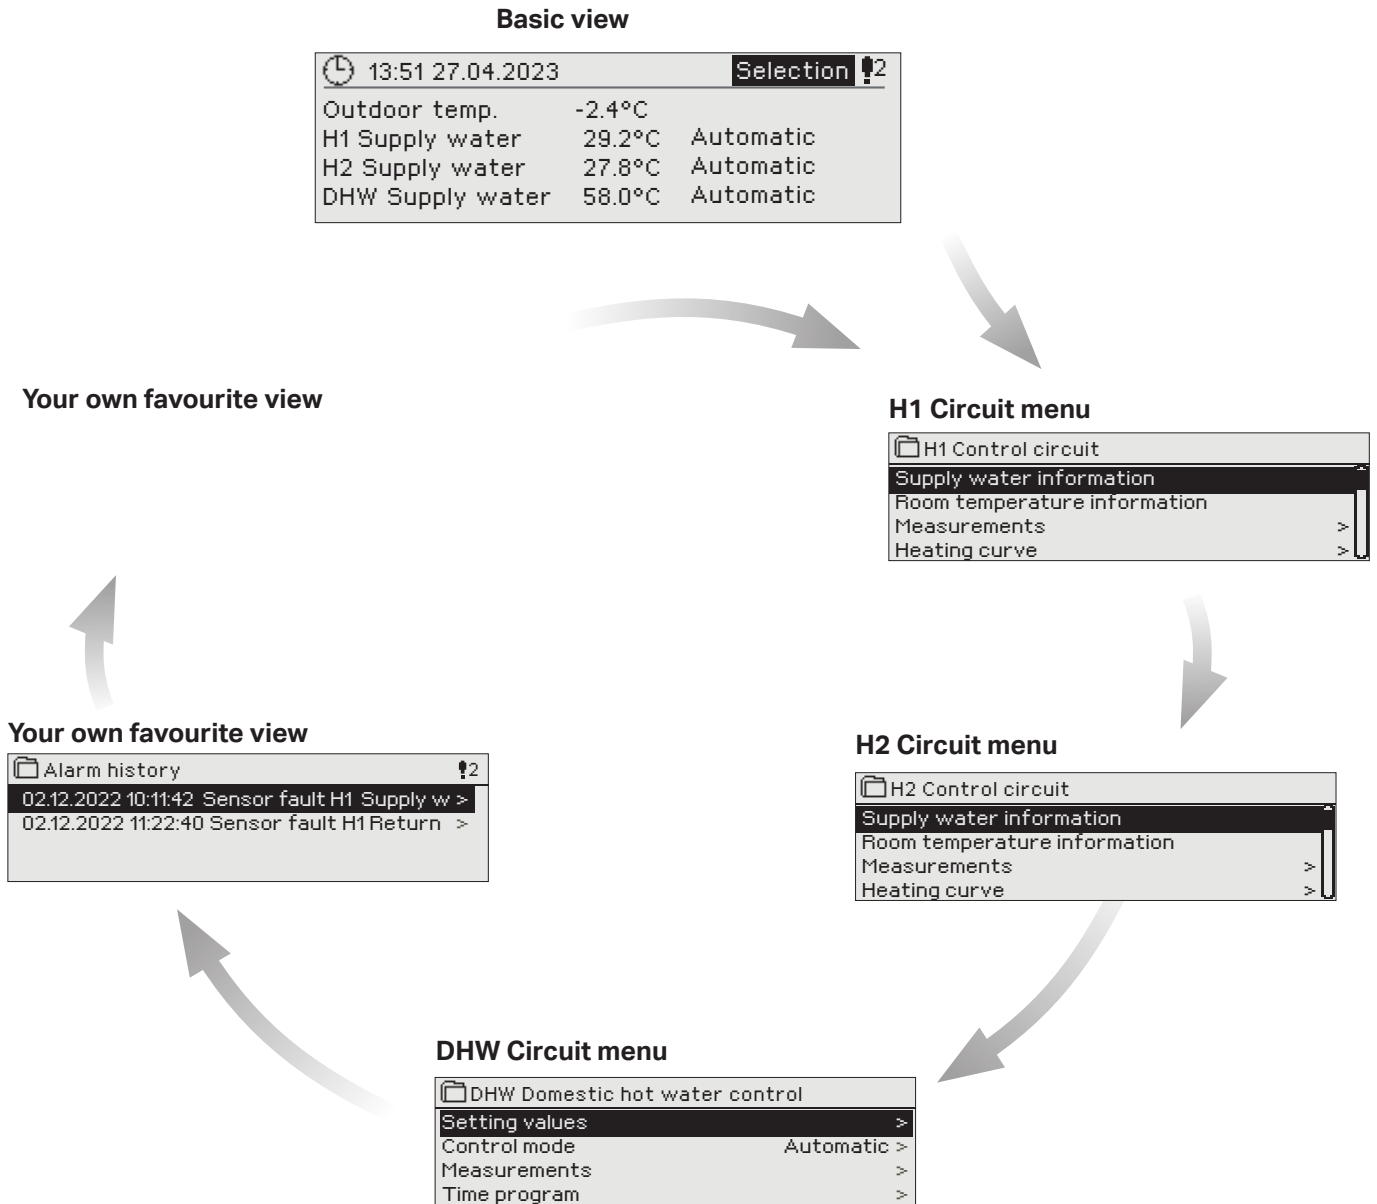 Basic view
13:51 27.04.2023 Selection 2
Outdoor temp. -2.4°C
H1 Supply water 29.2°C Automatic
H2 Supply water 27.8°C Automatic
DHW Supply water 58.0°C Automatic
Your own favourite view
H1 Circuit menu
H1 Control circuit
Supply water information
Room temperature information
Measurements >
Heating curve >
Your own favourite view
Alarm history 2
02.12.2022 10:11:42 Sensor fault H1 Supply w >
02.12.2022 11:22:40 Sensor fault H1 Return >
H2 Circuit menu
H2 Control circuit
Supply water information
Room temperature information
Measurements >
Heating curve >
DHW Circuit menu
DHW Domestic hot water control
Setting values >
Control mode Automatic >
Measurements >
Time program >